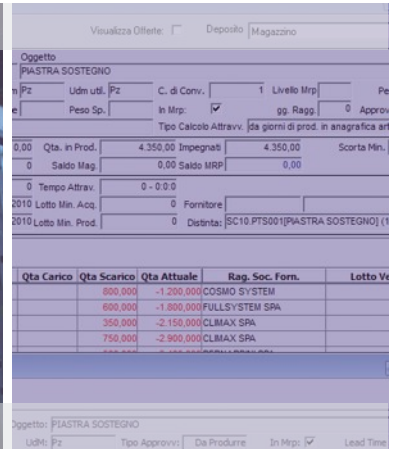 Visualizza Offerte: Deposito Magazzino
Oggetto
PIASTRA SOSTEGNO
Pz Udm util. Pz C. di Conv. 1 Livello Mrp Pe
Peso Sp. In Mrp: gg. Ragg. 0 Approv
Tipo Calcolo Attravv. da giorni di prod. in anagrafica art
0,00 Qta. in Prod. 4.350,00 Impegnati 4.350,00 Scorta Min.
0 Saldo Mag. 0,00 Saldo MRP 0,00
0 Tempo Attrav. 0 - 0:0:0
2010 Lotto Min. Acq. 0 Fornitore
2010 Lotto Min. Prod. 0 Distinta: SC10.PTS001[PIASTRA SOSTEGNO] (1
Qta Carico Qta Scarico Qta Attuale Rag. Soc. Forn. Lotto Ve
800,000 -1.200,000 COSMO SYSTEM
600,000 -1.800,000 FULLSYSTEM SPA
350,000 -2.150,000 CLIMAX SPA
750,000 -2.900,000 CLIMAX SPA
Oggetto: PIASTRA SOSTEGNO
UdM: Pz Tipo Approvv: Da Produrre In Mrp: Lead Time